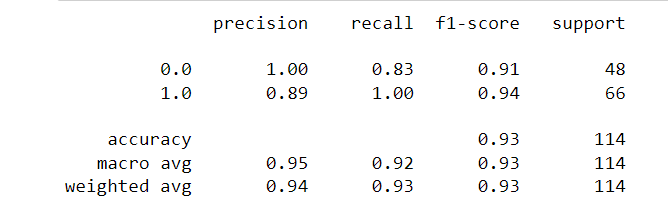 precision recall f1-score support
0.0 1.00 0.83 0.91 48
1.0 0.89 1.00 0.94 66
accuracy 0.93 114
macro avg 0.95 0.92 0.93 114
weighted avg 0.94 0.93 0.93 114